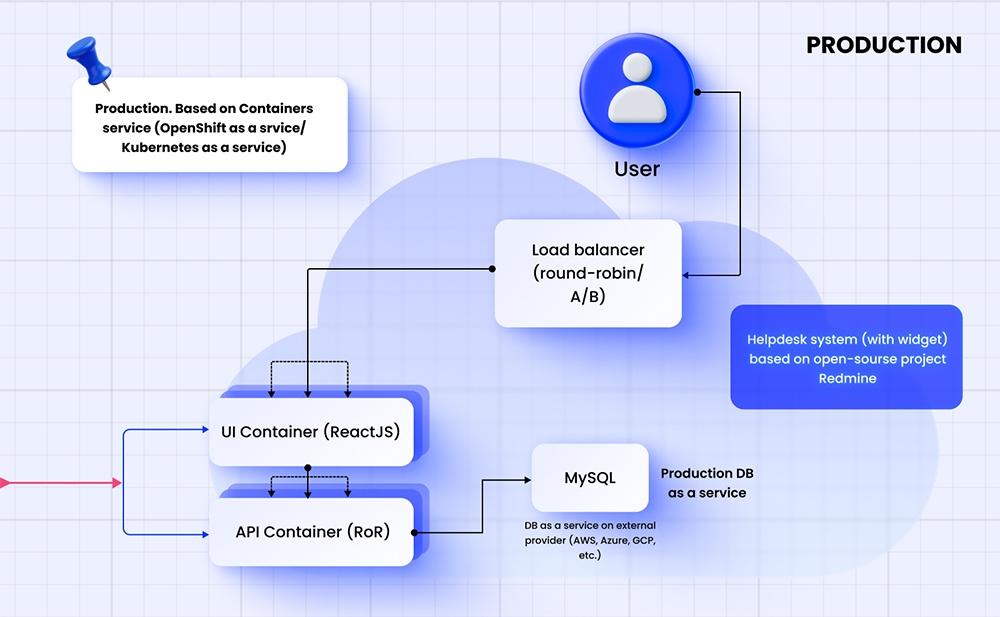 PRODUCTION
Production. Based on Containers
service (OpenShift as a srvice/
Kubernetes as a service)
User
Load balancer
(round-robin/
A/B)
Helpdesk system (with widget)
based on open-sourse project
Redmine
UI Container (ReactJS)
API Container (RoR)
MySQL
Production DB
as a service
DB as a service on external
provider (AWS, Azure, GCP,
etc.)